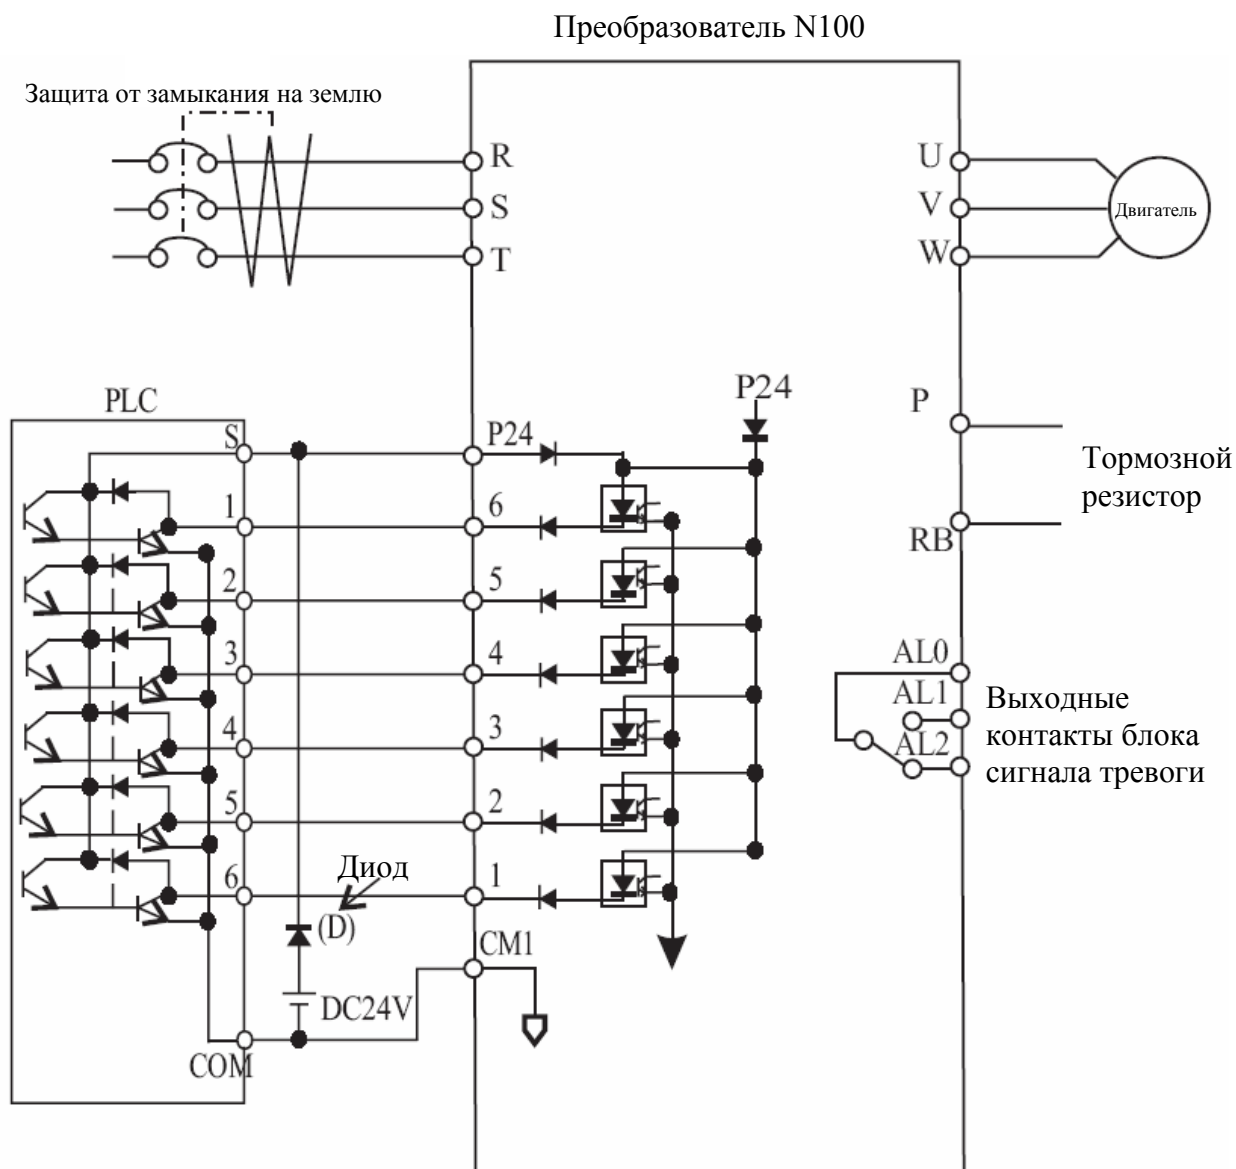 Преобразователь N100
Защита от замыкания на землю
R
S
T
U
V
W
Двигатель
PLC
S
1
2
3
4
5
6
COM
P24
6
5
4
3
2
1
CM1
P24
Диод
(D)
DC24V
P
RB
Тормозной
резистор
AL0
AL1
AL2
Выходные
контакты блока
сигнала тревоги